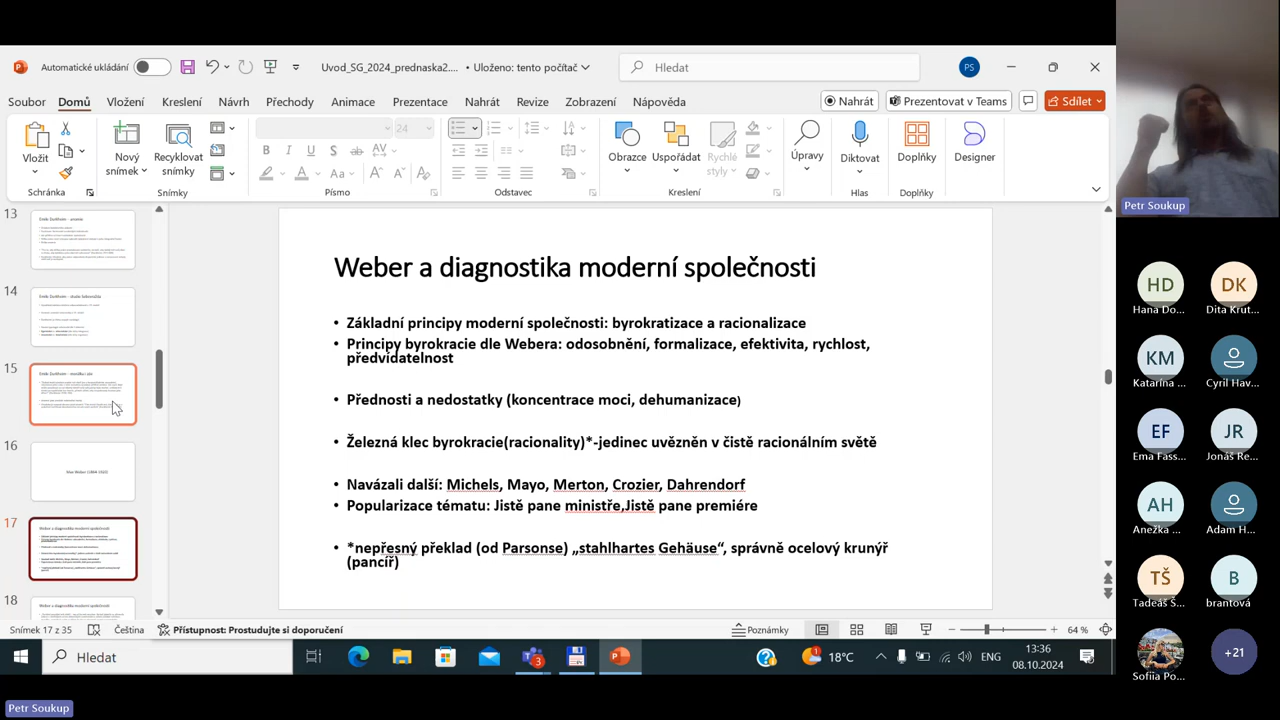 Automatické ukládání
Uvod_SG_2024_prednaska2.... • Uloženo: tento počítač
Hledat
PS
Soubor Domů Vložení Kreslení Návrh Přechody Animace Prezentace Nahrát Revize Zobrazení Nápověda
Nahrát Prezentovat v Teams Sdílet
24
Vložit
Nový snímek
Recyklovat snímky
Obrazce
Uspořádat
Rychlé styly
Úpravy
Diktovat
Doplňky
Designer
Schránka Snímky Písmo Odstavec Kreslení Hlas Doplňky
Petr Soukup
13
14
15
16
Max Weber (1864-1920)
17
18
Weber a diagnostika moderní společnosti
• Základní principy moderní společnosti: byrokratizace a racionalizace
• Principy byrokracie dle Webera: odosobnění, formalizace, efektivita, rychlost,
předvídatelnost
• Přednosti a nedostatky (koncentrace moci, dehumanizace)
• Železná klec byrokracie(racionality)*-jedinec uvězněn v čistě racionálním světě
• Navázali další: Michels, Mayo, Merton, Crozier, Dahrendorf
• Popularizace tématu: Jistě pane ministře,Jistě pane premiére
• *nepřesný překlad (od Parsonse) „stahlhartes Gehäuse“, správně ocelový krunýř
(pancíř)
HD
Hana Do...
DK
Dita Krut...
KM
Katarína ...
Cyril Hav...
EF
Ema Fass...
JR
Jonáš Re...
AH
Anežka ...
Adam H...
TŠ
Tadeáš Š...
B
brantová
Sofiia Po...
+21
Snímek 17 z 35 Čeština Přístupnost: Prostudujte si doporučení Poznámky 64 %
Hledat
3
1
18°C
ENG
13:36
08.10.2024
Petr Soukup